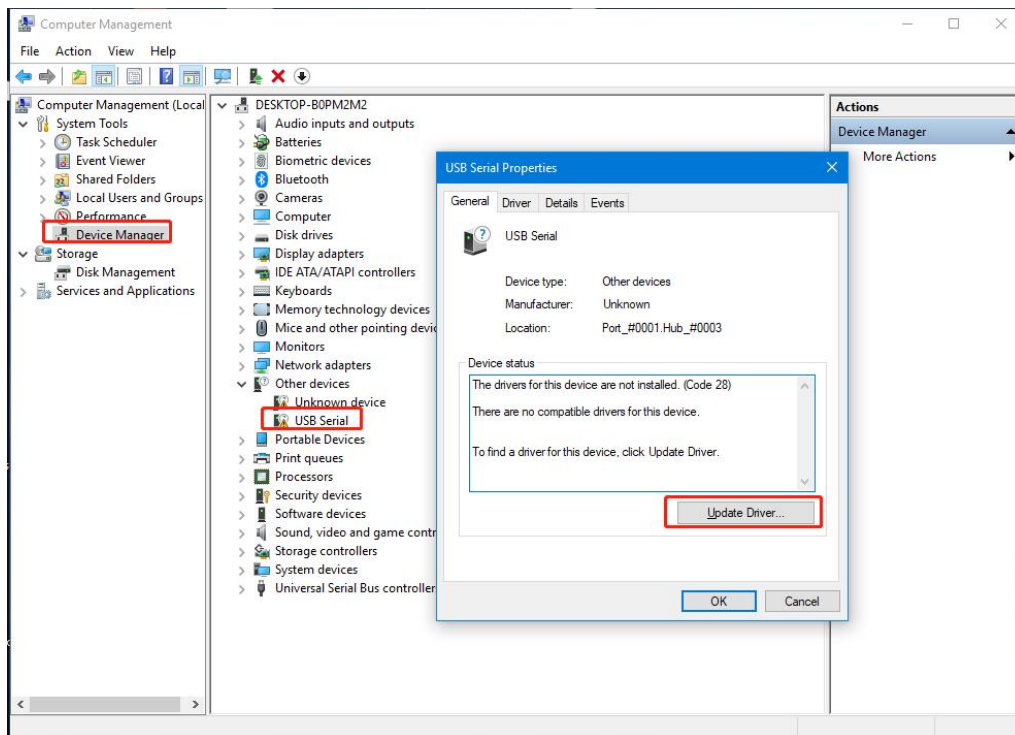 Computer Management
File Action View Help
Computer Management (Local
System Tools
Task Scheduler
Event Viewer
Shared Folders
Local Users and Groups
Performance
Device Manager
Storage
Disk Management
Services and Applications
DESKTOP-B0PM2M2
Audio inputs and outputs
Batteries
Biometric devices
Bluetooth
Cameras
Computer
Disk drives
Display adapters
IDE ATA/ATAPI controllers
Keyboards
Memory technology devices
Mice and other pointing devic
Monitors
Network adapters
Other devices
Unknown device
USB Serial
Portable Devices
Print queues
Processors
Security devices
Software devices
Sound, video and game contr
Storage controllers
System devices
Universal Serial Bus controller
USB Serial Properties
General Driver Details Events
USB Serial
Device type: Other devices
Manufacturer: Unknown
Location: Port_#0001.Hub_#0003
Device status
The drivers for this device are not installed. (Code 28)
There are no compatible drivers for this device.
To find a driver for this device, click Update Driver.
Update Driver...
OK Cancel
Actions
Device Manager
More Actions